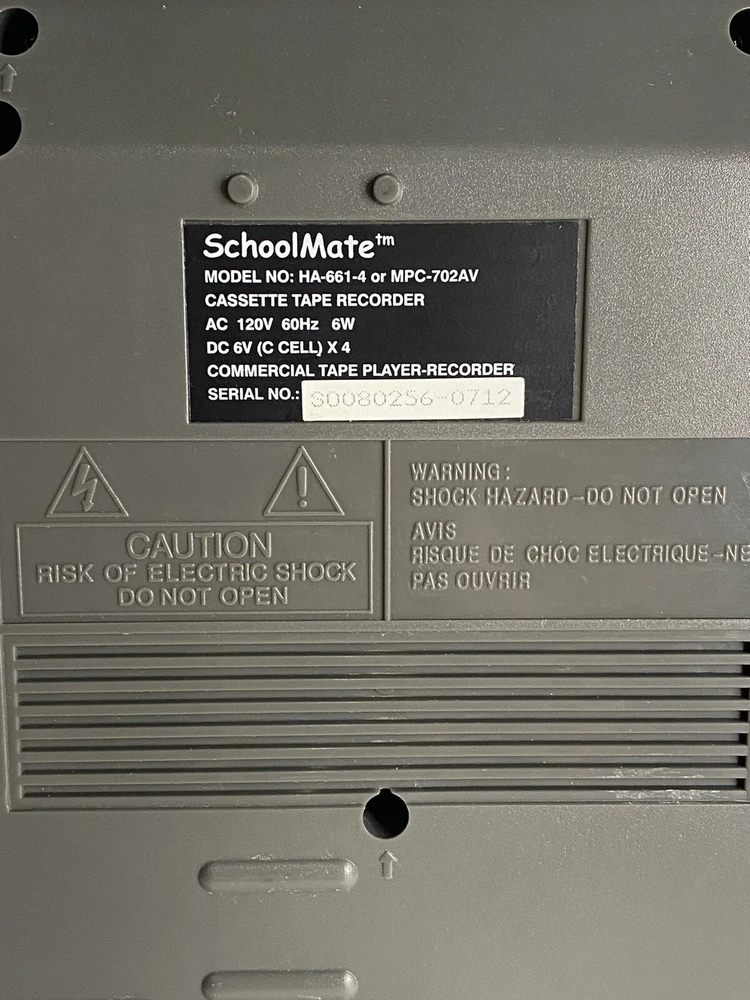 SchoolMate™
MODEL NO: HA-661-4 or MPC-702AV
CASSETTE TAPE RECORDER
AC 120V 60Hz 6W
DC 6V (C CELL) X 4
COMMERCIAL TAPE PLAYER-RECORDER
SERIAL NO.: S0080256-0712
CAUTION
RISK OF ELECTRIC SHOCK
DO NOT OPEN
WARNING:
SHOCK HAZARD-DO NOT OPEN
AVIS
RISQUE DE CHOC ELECTRIQUE-NE
PAS OUVRIR